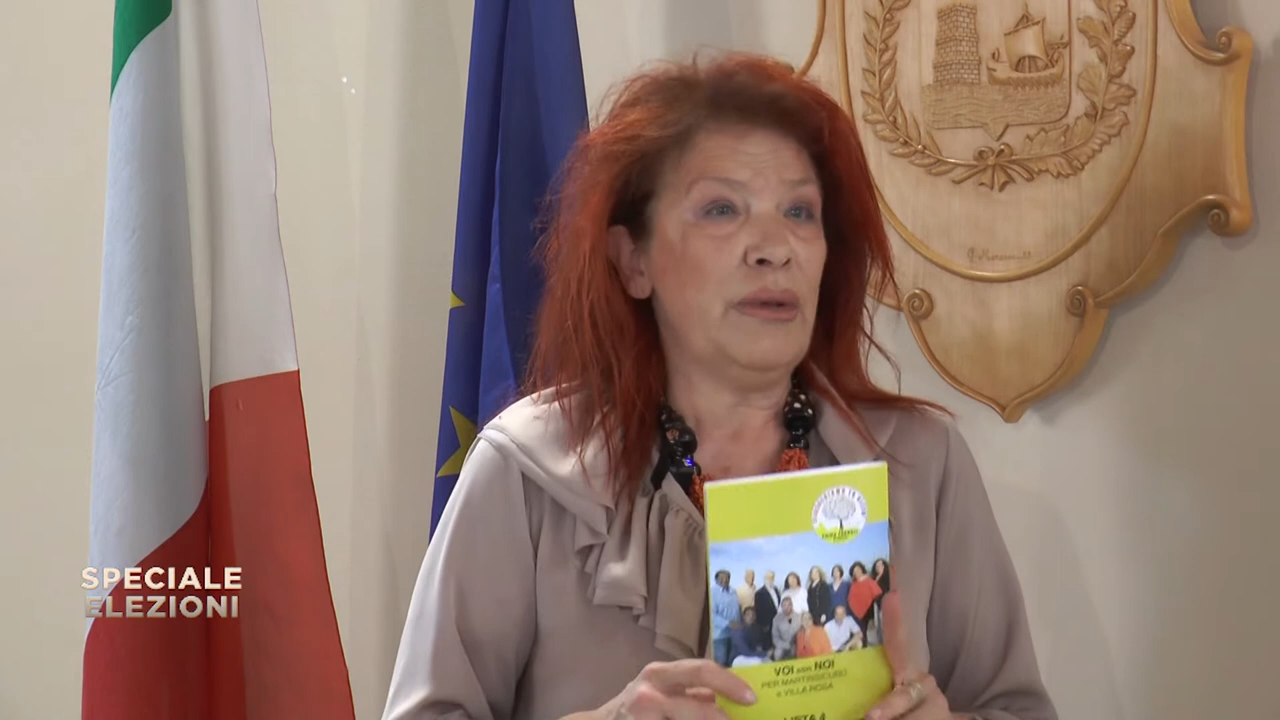 SPECIALE
ELEZIONI
VOI con NOI
PER MARTINSICURO
e VILLA ROSA
LISTA 4